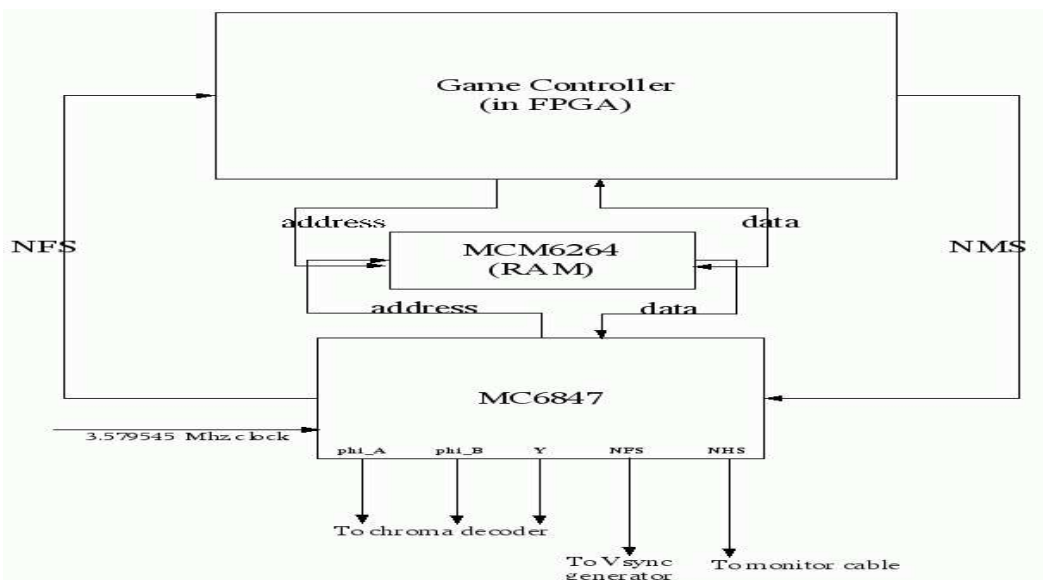 Game Controller
(in FPGA)
address
data
NFS
MCM6264
(RAM)
NMS
address
data
MC6847
3.579545 Mhz clock
phi_A
phi_B
Y
NFS
NHS
To chroma decoder
To Vsync
generator
To monitor cable